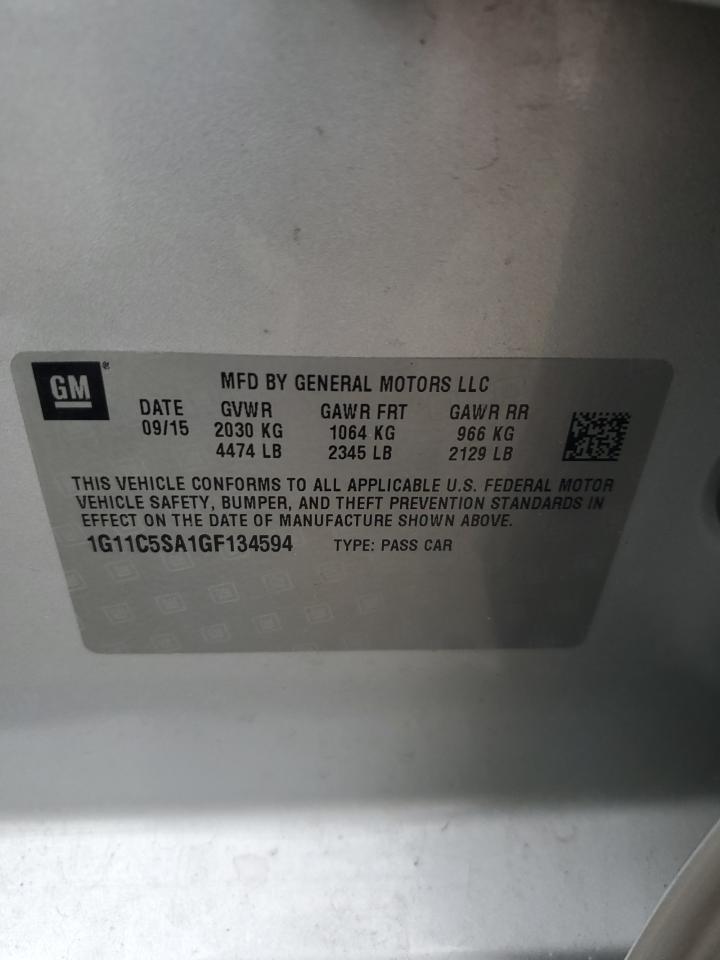 GM®
MFD BY GENERAL MOTORS LLC
DATE GVWR GAWR FRT GAWR RR
09/15 2030 KG 1064 KG 966 KG
4474 LB 2345 LB 2129 LB
THIS VEHICLE CONFORMS TO ALL APPLICABLE U.S. FEDERAL MOTOR
VEHICLE SAFETY, BUMPER, AND THEFT PREVENTION STANDARDS IN
EFFECT ON THE DATE OF MANUFACTURE SHOWN ABOVE.
1G11C5SA1GF134594 TYPE: PASS CAR